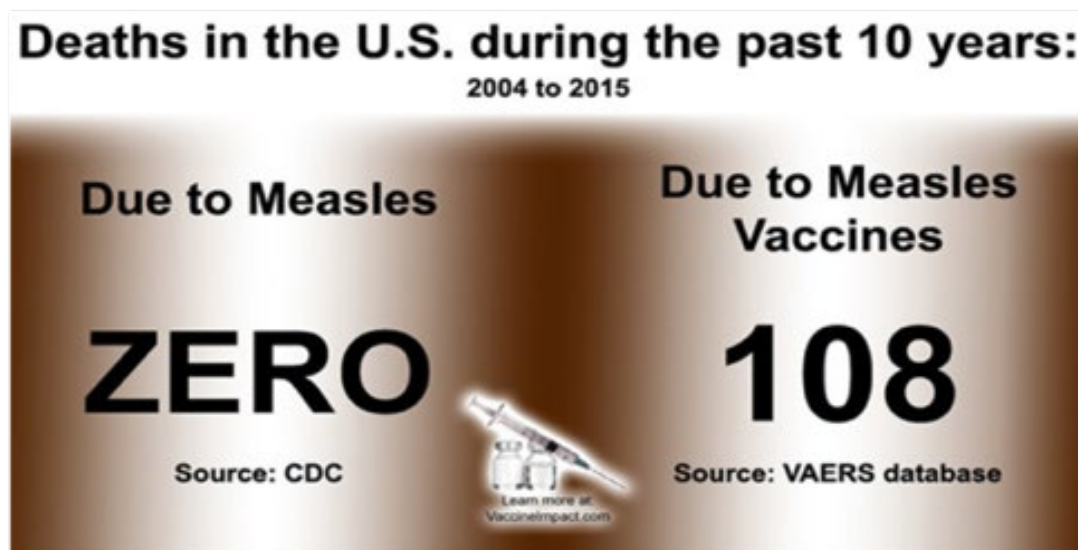 Deaths in the U.S. during the past 10 years:
2004 to 2015
Due to Measles
ZERO
Source: CDC
Due to Measles
Vaccines
108
Source: VAERS database
Learn more at:
VaccineImpact.com